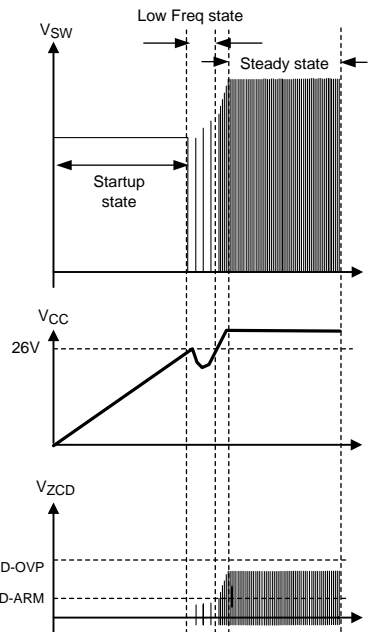 Low Freq state
VSW
Steady state
Startup
state
VCC
26V
VZCD
D-OVP
D-ARM